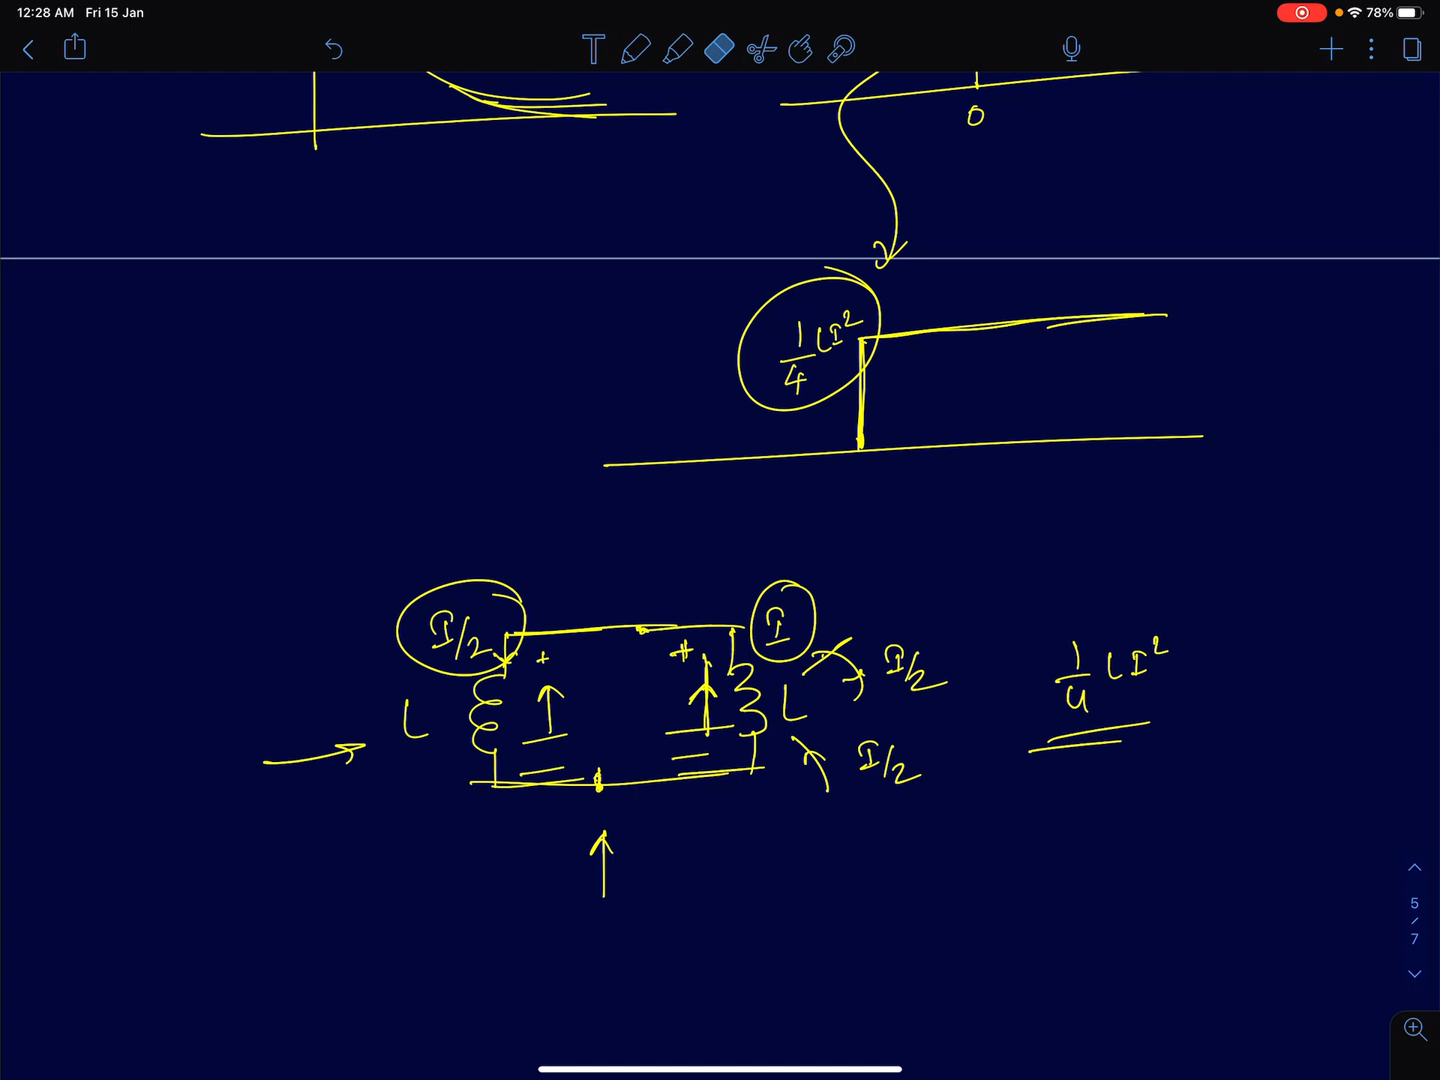 12:28 AM Fri 15 Jan
78%
0
1/4 LI²
I/2
I
+
+
L
L
I/2
I/2
1/4 LI²
5
/
7